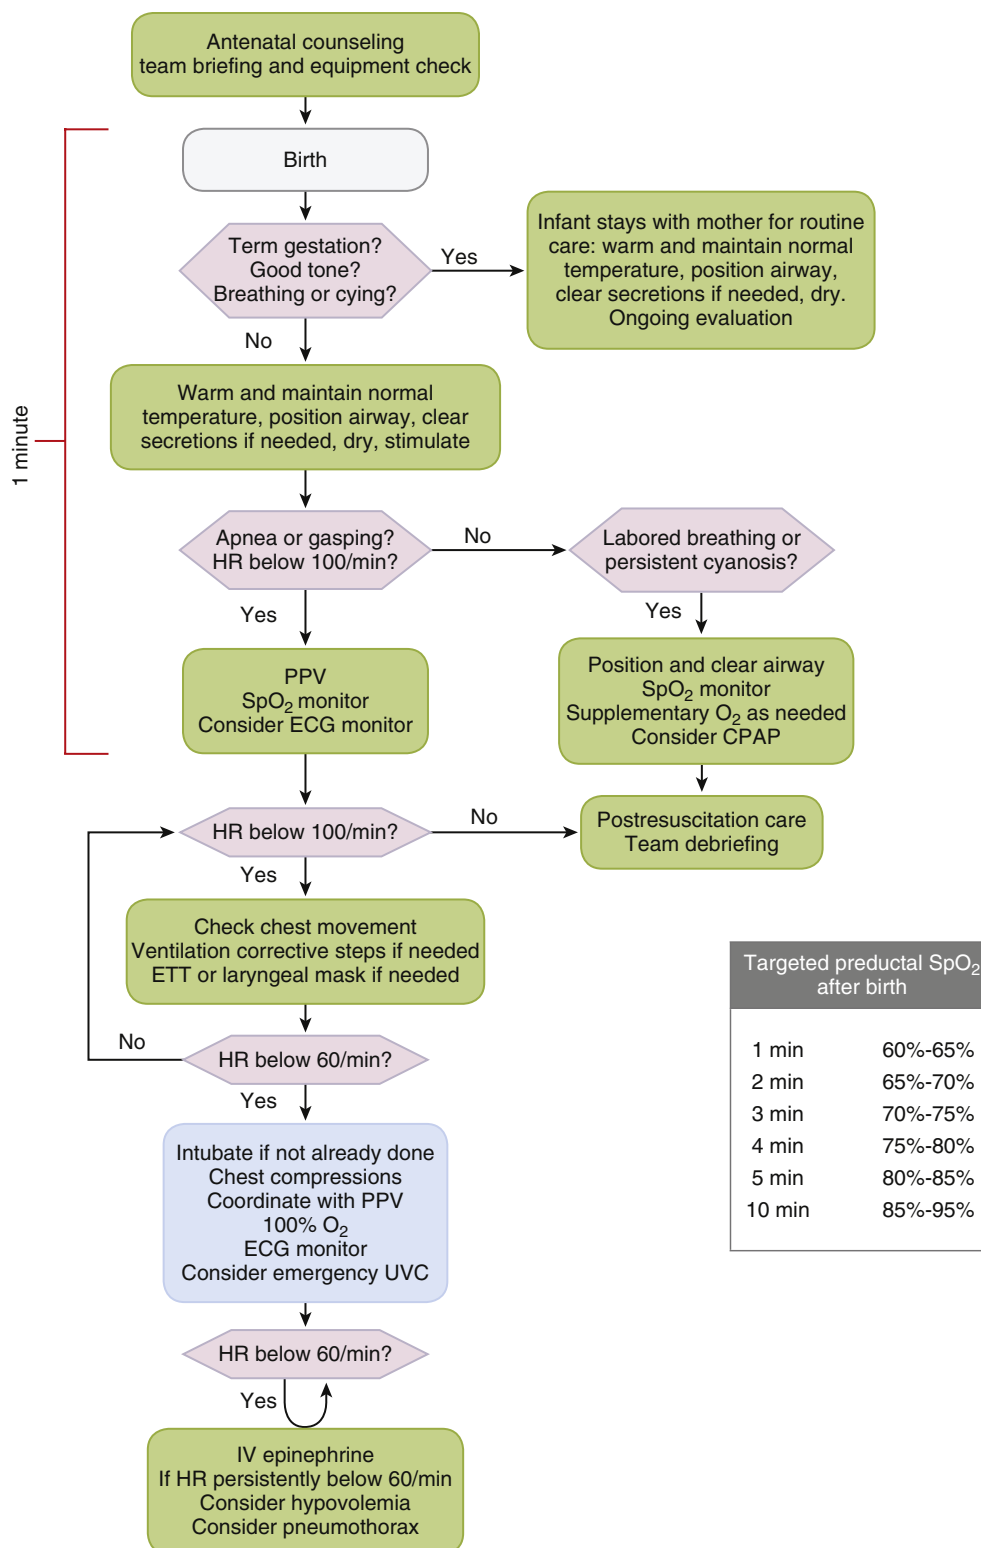 Antenatal counseling
team briefing and equipment check
Birth
1 minute
Term gestation?
Good tone?
Breathing or cying?
Yes
Infant stays with mother for routine
care: warm and maintain normal
temperature, position airway,
clear secretions if needed, dry.
Ongoing evaluation
No
Warm and maintain normal
temperature, position airway, clear
secretions if needed, dry, stimulate
Apnea or gasping?
HR below 100/min?
No
Labored breathing or
persistent cyanosis?
Yes
Yes
PPV
SpO₂ monitor
Consider ECG monitor
Position and clear airway
SpO₂ monitor
Supplementary O₂ as needed
Consider CPAP
HR below 100/min?
No
Postresuscitation care
Team debriefing
Yes
Check chest movement
Ventilation corrective steps if needed
ETT or laryngeal mask if needed
No
HR below 60/min?
Yes
Intubate if not already done
Chest compressions
Coordinate with PPV
100% O₂
ECG monitor
Consider emergency UVC
HR below 60/min?
Yes
IV epinephrine
If HR persistently below 60/min
Consider hypovolemia
Consider pneumothorax
Targeted preductal SpO₂
after birth
1 min 60%-65%
2 min 65%-70%
3 min 70%-75%
4 min 75%-80%
5 min 80%-85%
10 min 85%-95%